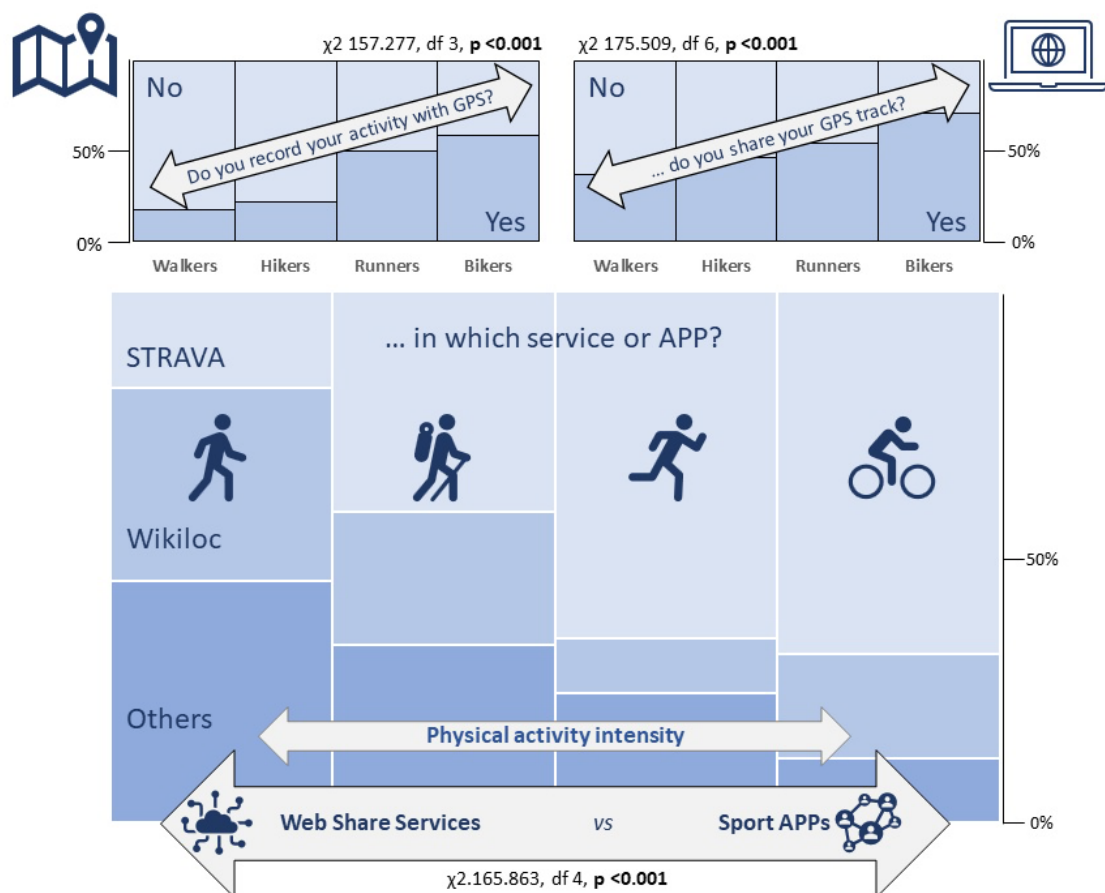 χ2 157.277, df 3, p <0.001
χ2 175.509, df 6, p <0.001
No
Do you record your activity with GPS?
Yes
50%
0%
No
... do you share your GPS track?
Yes
50%
0%
Walkers Hikers Runners Bikers
Walkers Hikers Runners Bikers
... in which service or APP?
STRAVA
Wikiloc
50%
Others
Physical activity intensity
Web Share Services vs Sport APPs
0%
χ2.165.863, df 4, p <0.001